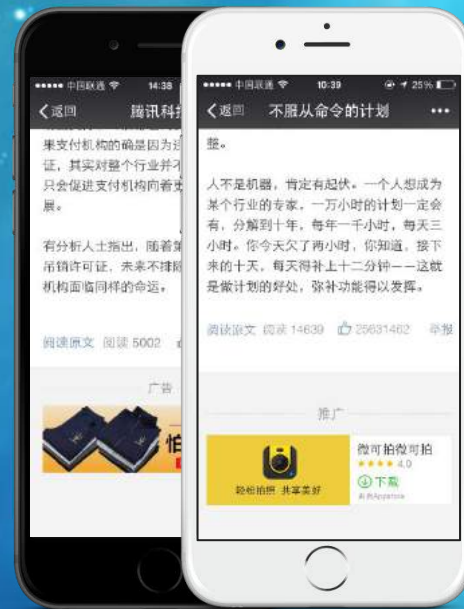 中国联通 14:38
返回 腾讯科
果支付机构的确是因为
证，其实对整个行业并
只会促进支付机构向着
展。
有分析人士指出，随着
吊销许可证，未来不排
机构面临同样的命运。
阅读原文 阅读 5002
广告
怕
中国联通 10:39 25%
返回 不服从命令的计划
整。
人不是机器，肯定有起伏。一个人想成为
某个行业的专家，一万小时的计划一定会
有，分解到十年，每年一千小时，每天三
小时。你今天欠了两小时，你知道，接下
来的十天，每天得补上十二分钟——这就
是做计划的好处，弥补功能得以发挥。
阅读原文 阅读 14639 25631462 举报
推广
轻松拍照 共享美好
微可拍微可拍
4.0
下载